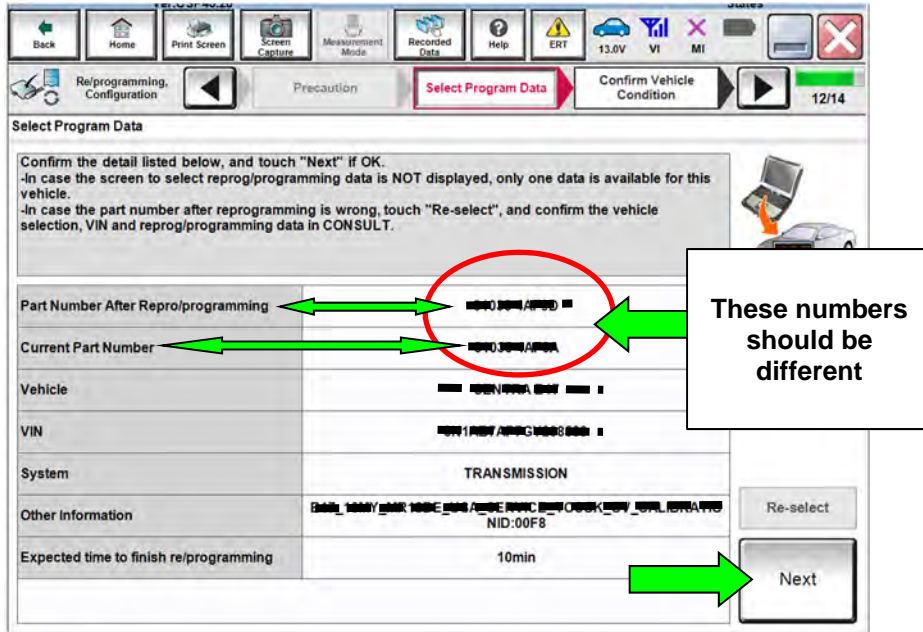 Back
Home
Print Screen
Screen
Capture
Measurement
Mode
Recorded
Data
Help
ERT
13.0V
VI
MI
Re/programming,
Configuration
Precaution
Select Program Data
Confirm Vehicle
Condition
12/14
Select Program Data
Confirm the detail listed below, and touch "Next" if OK.
-In case the screen to select reprog/programming data is NOT displayed, only one data is available for this
vehicle.
-In case the part number after reprogramming is wrong, touch "Re-select", and confirm the vehicle
selection, VIN and reprog/programming data in CONSULT.
These numbers
should be
different
Part Number After Repro/programming
Current Part Number
Vehicle
VIN
System
TRANSMISSION
Other Information
NID:00F8
Re-select
Expected time to finish re/programming
10min
Next